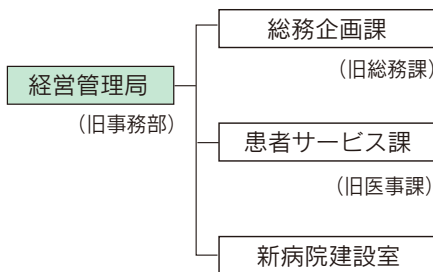 総務企画課
(旧総務課)
経営管理局
(旧事務部)
患者サービス課
(旧医事課)
新病院建設室